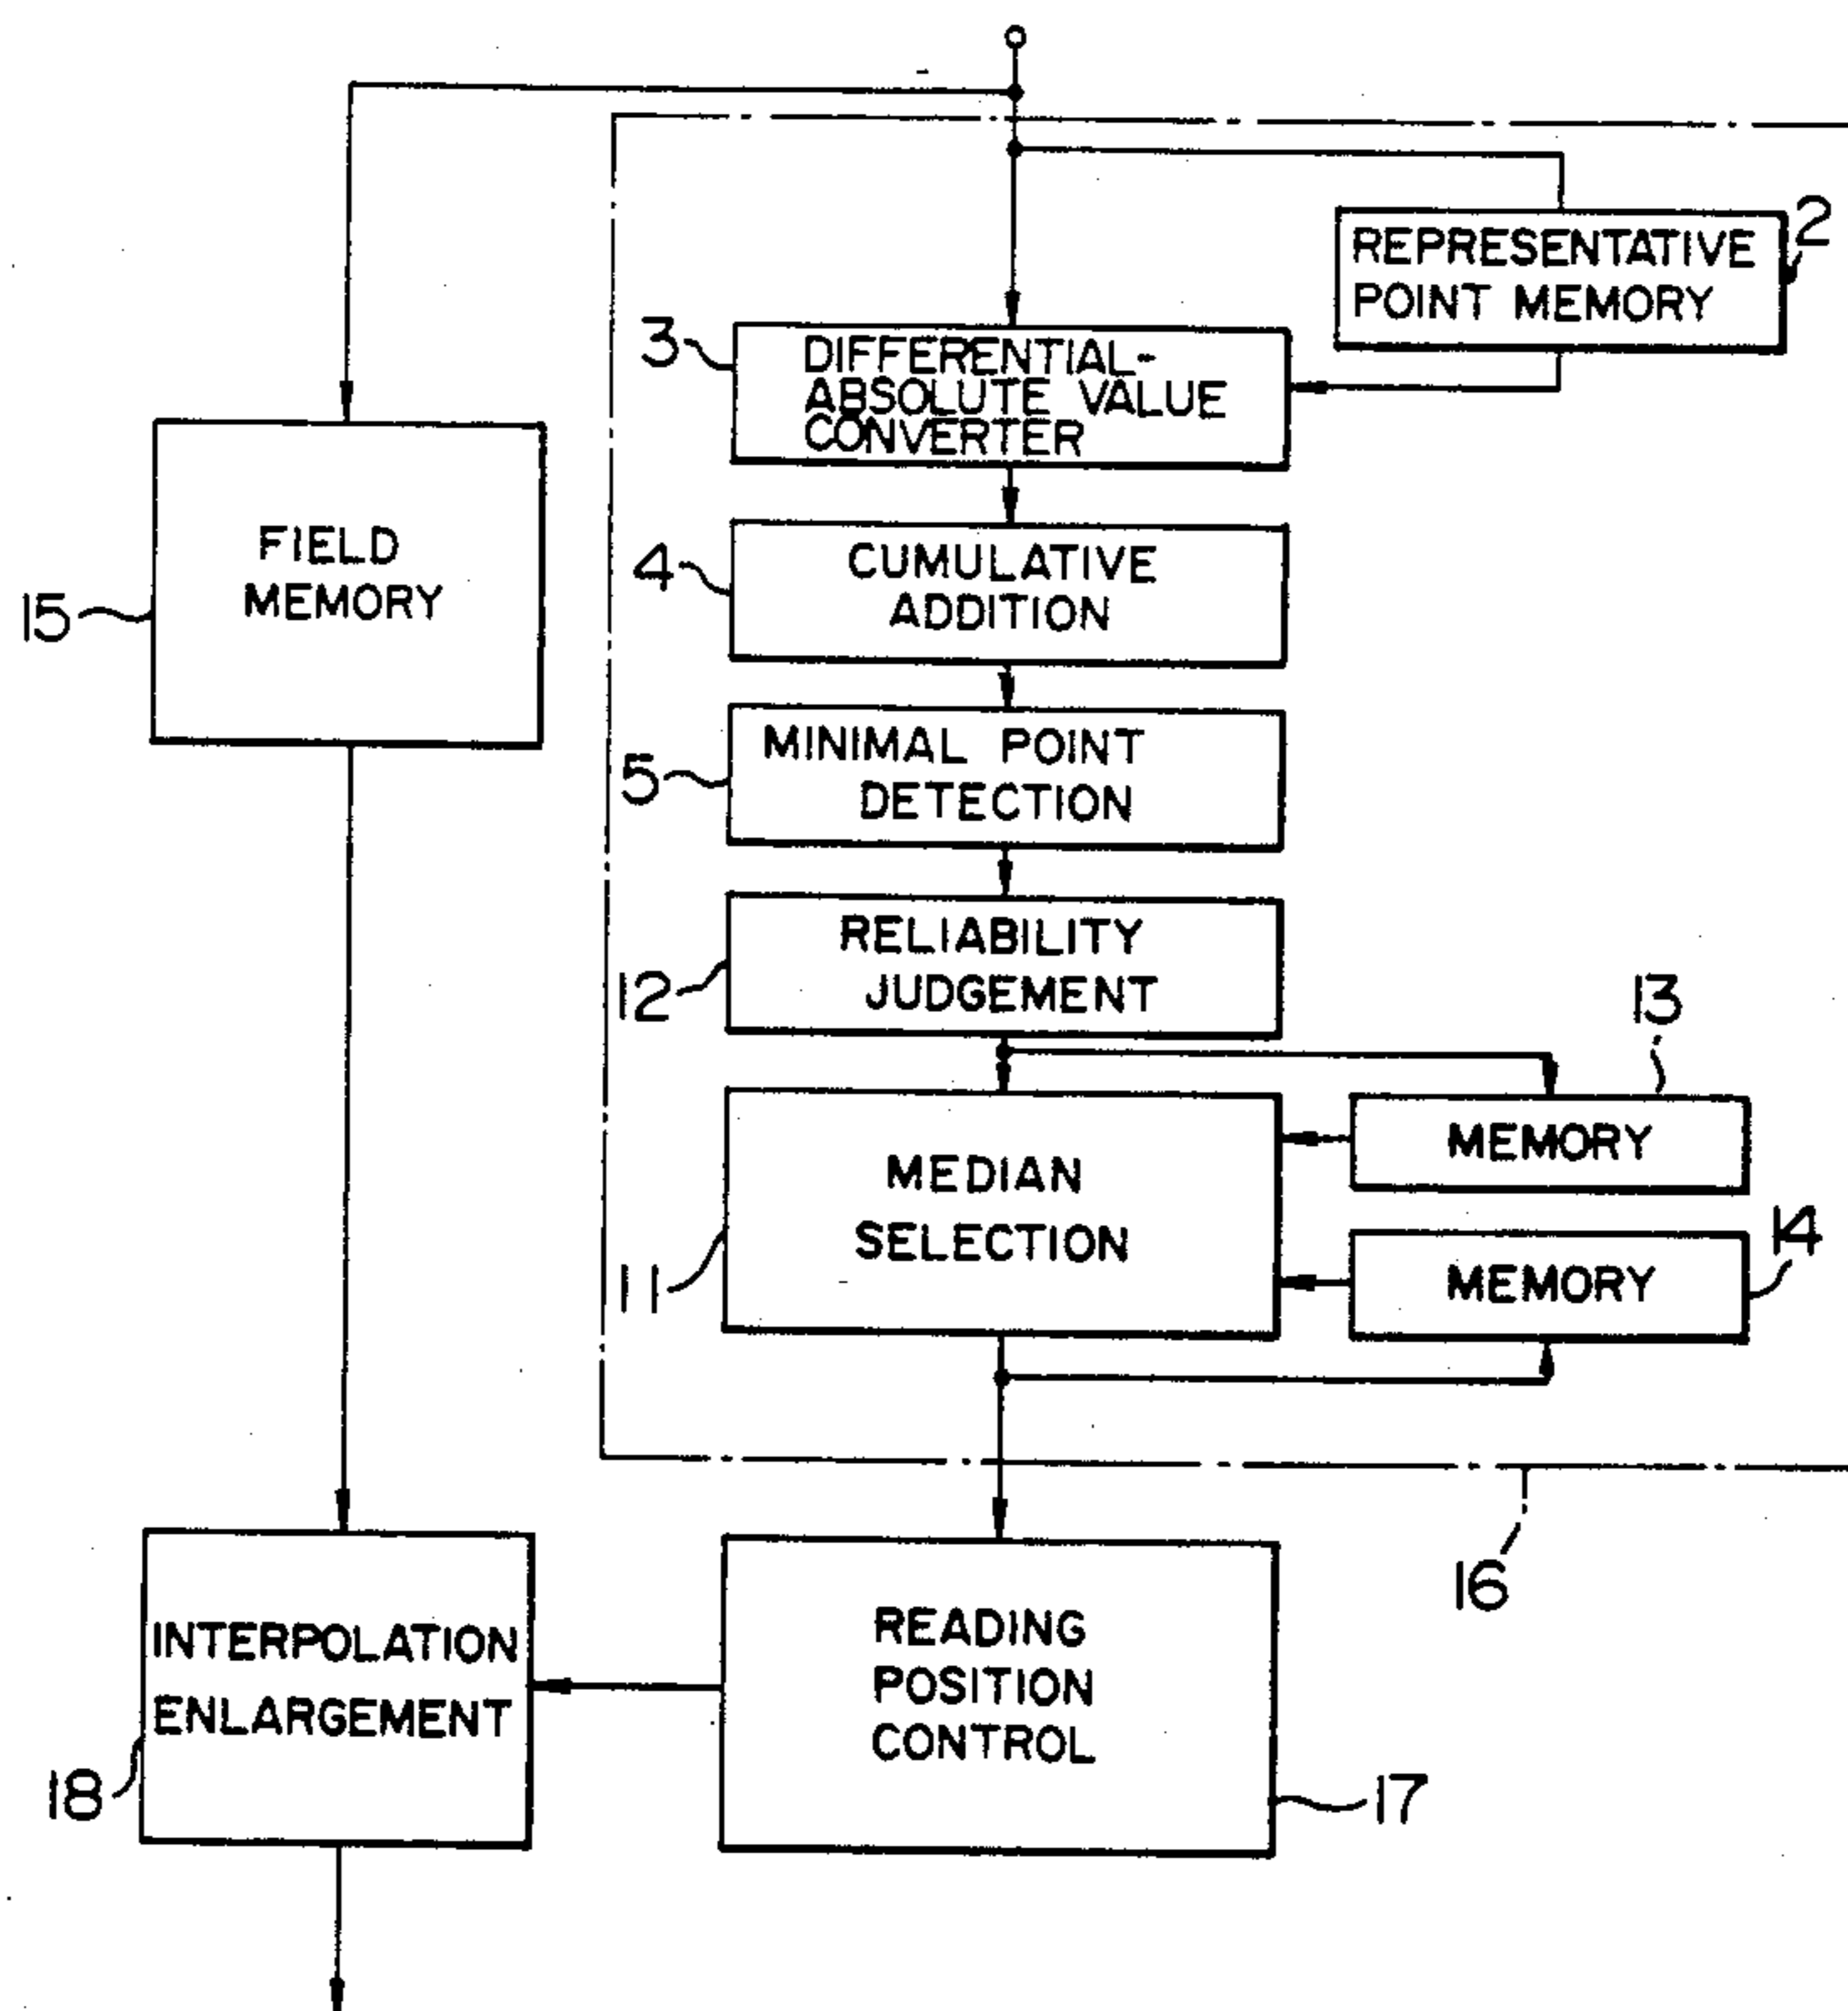 REPRESENTATIVE
POINT MEMORY
2
3
DIFFERENTIAL-
ABSOLUTE VALUE
CONVERTER
FIELD
MEMORY
15
4
CUMULATIVE
ADDITION
5
MINIMAL POINT
DETECTION
12
RELIABILITY
JUDGEMENT
13
MEMORY
11
MEDIAN
SELECTION
14
MEMORY
16
INTERPOLATION
ENLARGEMENT
18
READING
POSITION
CONTROL
17